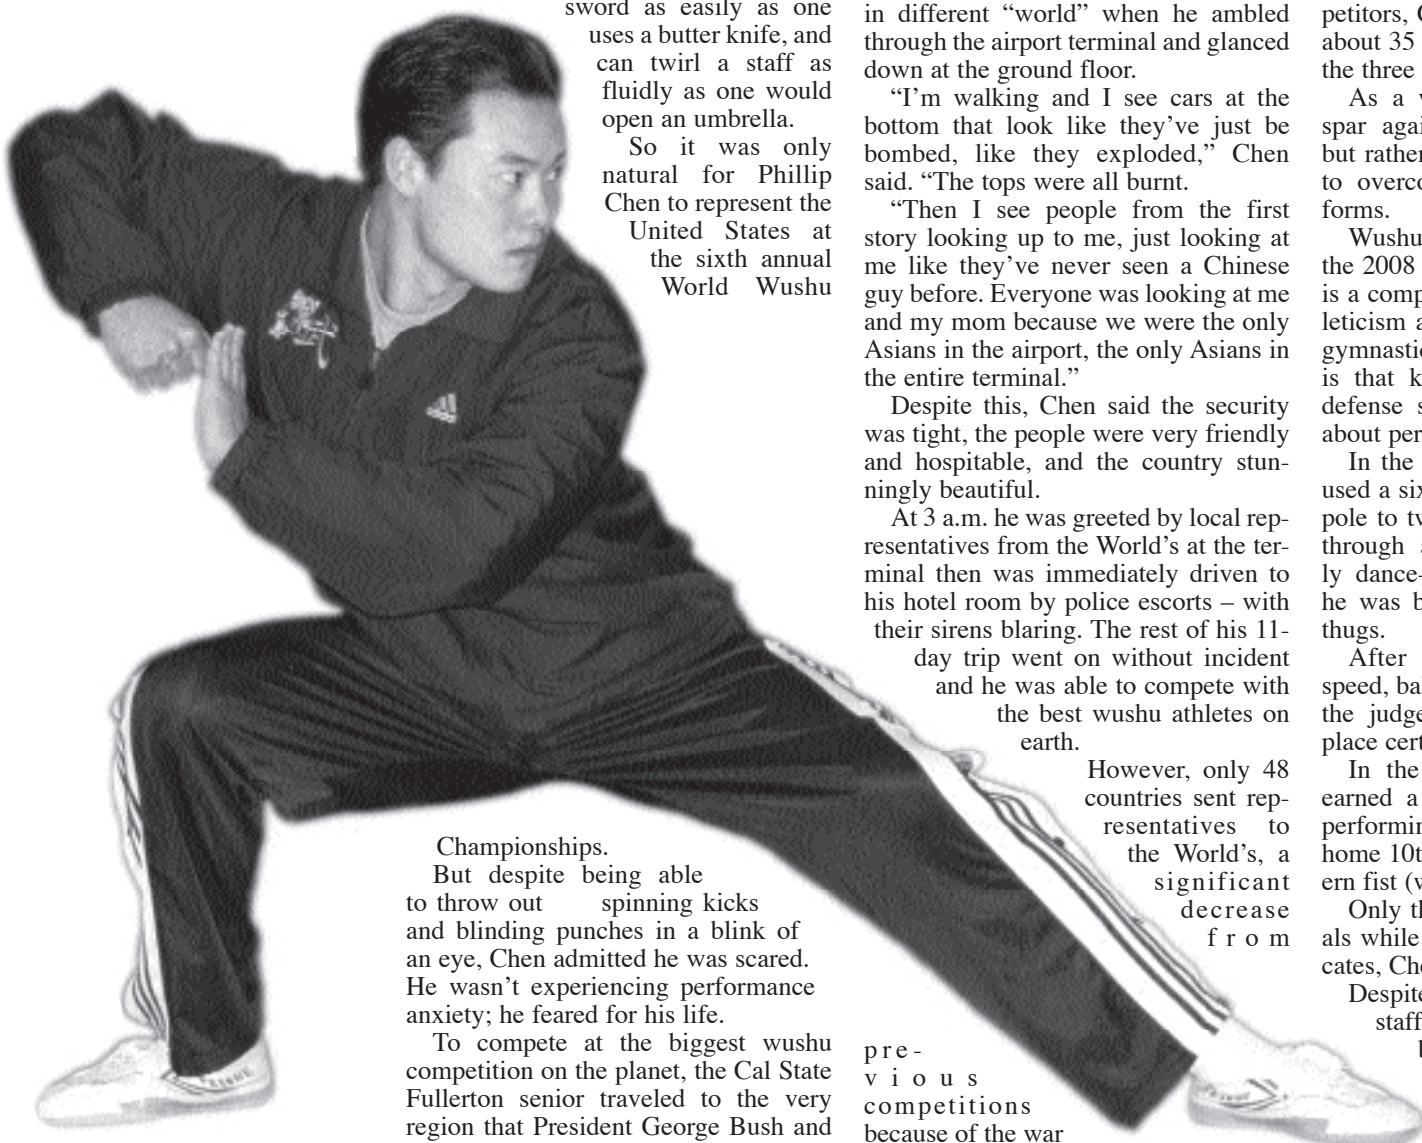 sword as easily as one
uses a butter knife, and
can twirl a staff as
fluidly as one would
open an umbrella.
So it was only
natural for Phillip
Chen to represent the
United States at
the sixth annual
World Wushu
Championships.
But despite being able
to throw out spinning kicks
and blinding punches in a blink of
an eye, Chen admitted he was scared.
He wasn’t experiencing performance
anxiety; he feared for his life.
To compete at the biggest wushu
competition on the planet, the Cal State
Fullerton senior traveled to the very
region that President George Bush and
in different “world” when he ambled
through the airport terminal and glanced
down at the ground floor.
“I’m walking and I see cars at the
bottom that look like they’ve just be
bombed, like they exploded,” Chen
said. “The tops were all burnt.
“Then I see people from the first
story looking up to me, just looking at
me like they’ve never seen a Chinese
guy before. Everyone was looking at me
and my mom because we were the only
Asians in the airport, the only Asians in
the entire terminal.”
Despite this, Chen said the security
was tight, the people were very friendly
and hospitable, and the country stun-
ningly beautiful.
At 3 a.m. he was greeted by local rep-
resentatives from the World’s at the ter-
minal then was immediately driven to
his hotel room by police escorts – with
their sirens blaring. The rest of his 11-
day trip went on without incident
and he was able to compete with
the best wushu athletes on
earth.
However, only 48
countries sent rep-
resentatives to
the World’s, a
significant
decrease
from
pre-
vious
competitions
because of the war
petitors,
about 35
the three
As a
spar
but rather
to
forms.
Wushu
the 2008
is a
gymnastic
is that
defense
about
In the
used a
pole to
through
ly dance-
he was
thugs.
After
speed,
the
place
In the
earned a
home
ern fist
Only
als while
cates,
staff